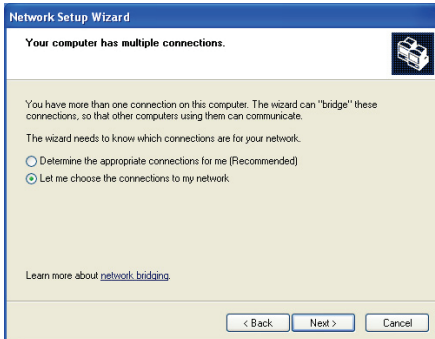 Network Setup Wizard
Your computer has multiple connections.
You have more than one connection on this computer. The wizard can "bridge" these
connections, so that other computers using them can communicate.
The wizard needs to know which connections are for your network.
Determine the appropriate connections for me (Recommended)
Let me choose the connections to my network
Learn more about network bridging.
< Back Next > Cancel